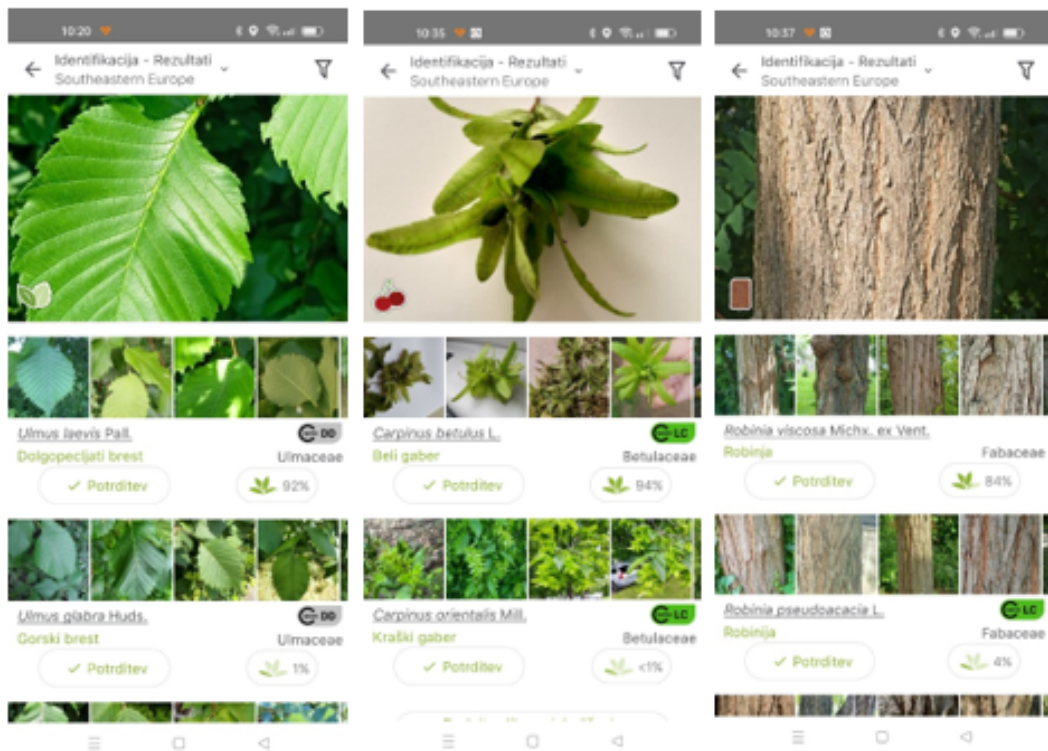 10:20
Identifikacija - Rezultati
Southeastern Europe
Ulmus laevis Pall.
DD
Dolgopecljati brest
Ulmaceae
Potrditev
92%
Ulmus glabra Huds.
DD
Gorski brest
Ulmaceae
Potrditev
1%
10:35
Identifikacija - Rezultati
Southeastern Europe
Carpinus betulus L.
LC
Beli gaber
Betulaceae
Potrditev
94%
Carpinus orientalis Mill.
LC
Kraški gaber
Betulaceae
Potrditev
<1%
10:37
Identifikacija - Rezultati
Southeastern Europe
Robinia viscosa Michx. ex Vent.
Robinja
Fabaceae
Potrditev
84%
Robinia pseudoacacia L.
LC
Robinija
Fabaceae
Potrditev
4%